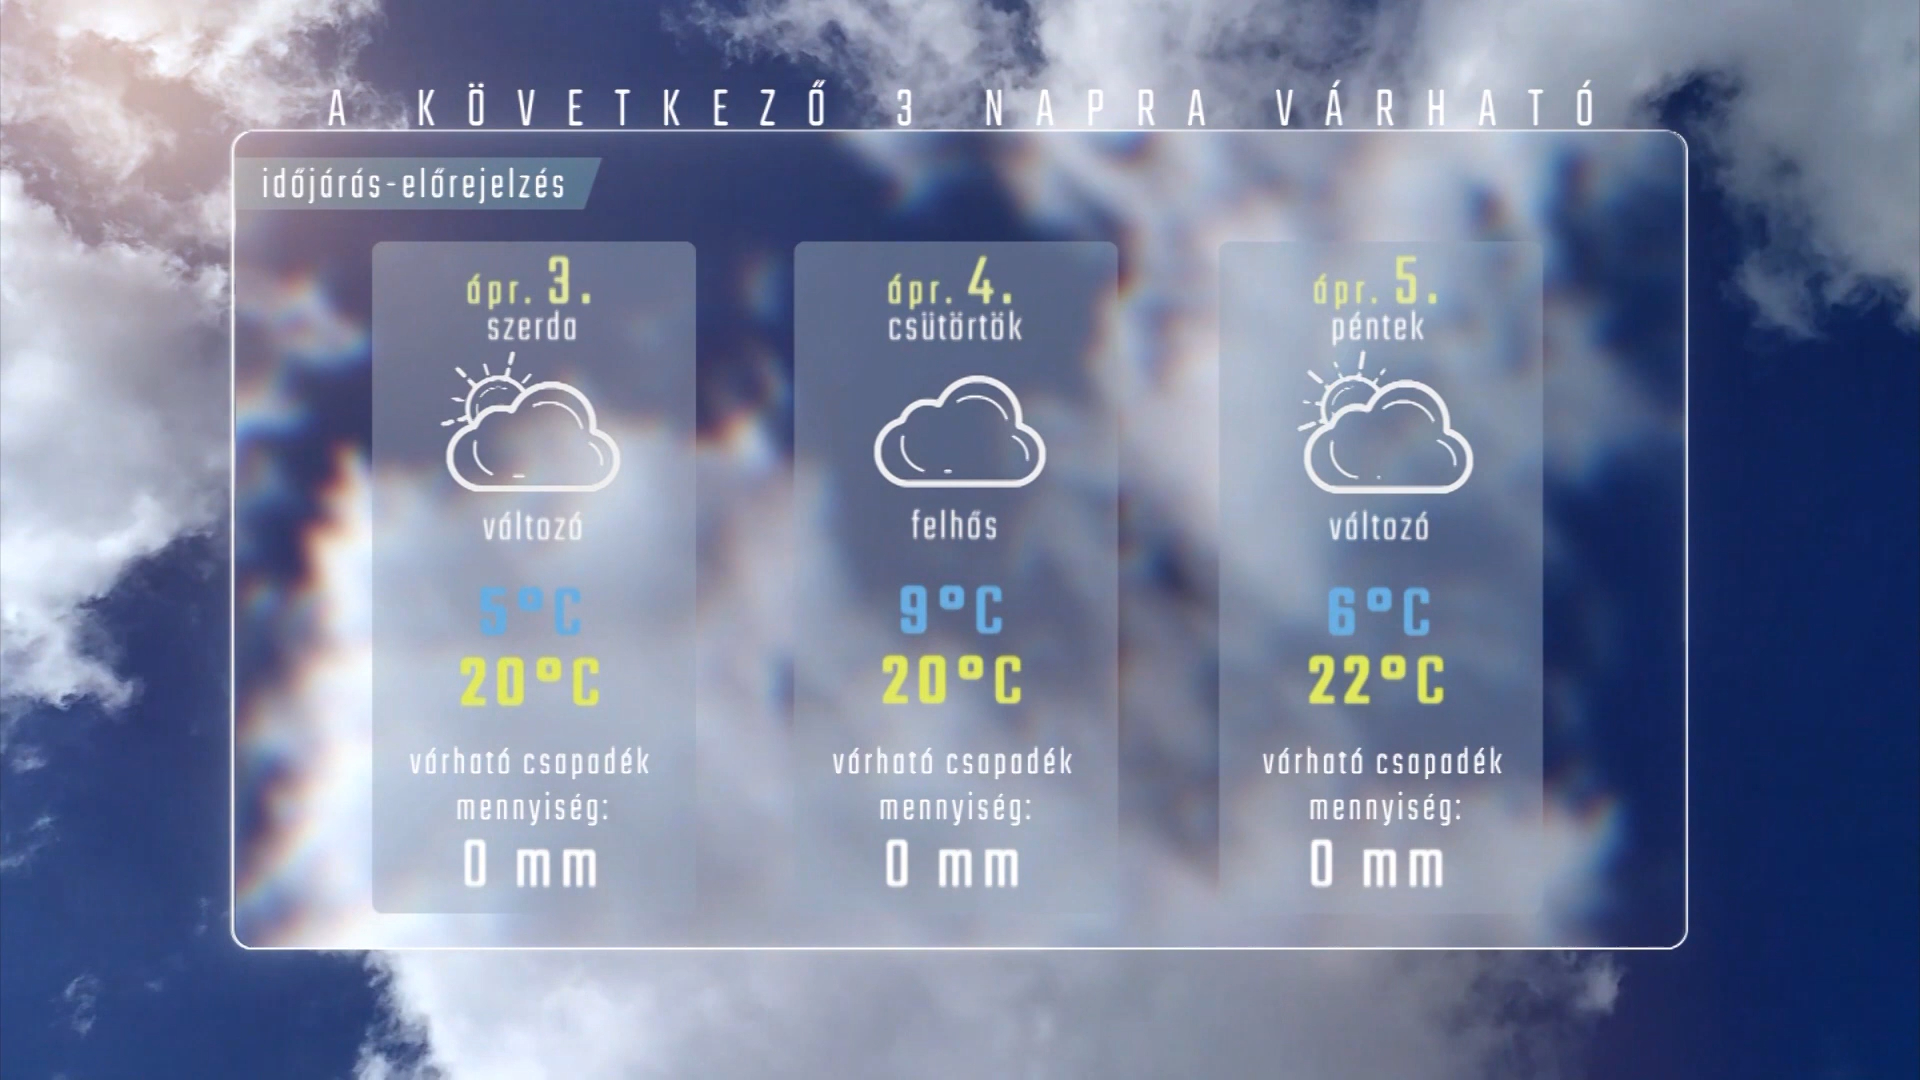 A KÖVETKEZŐ 3 NAPRA VÁRHATÓ
időjárás-előrejelzés
ápr. 3.
szerda
változó
5°C
20°C
várható csapadék
mennyiség:
0 mm
ápr. 4.
csütörtök
felhős
9°C
20°C
várható csapadék
mennyiség:
0 mm
ápr. 5.
péntek
változó
6°C
22°C
várható csapadék
mennyiség:
0 mm